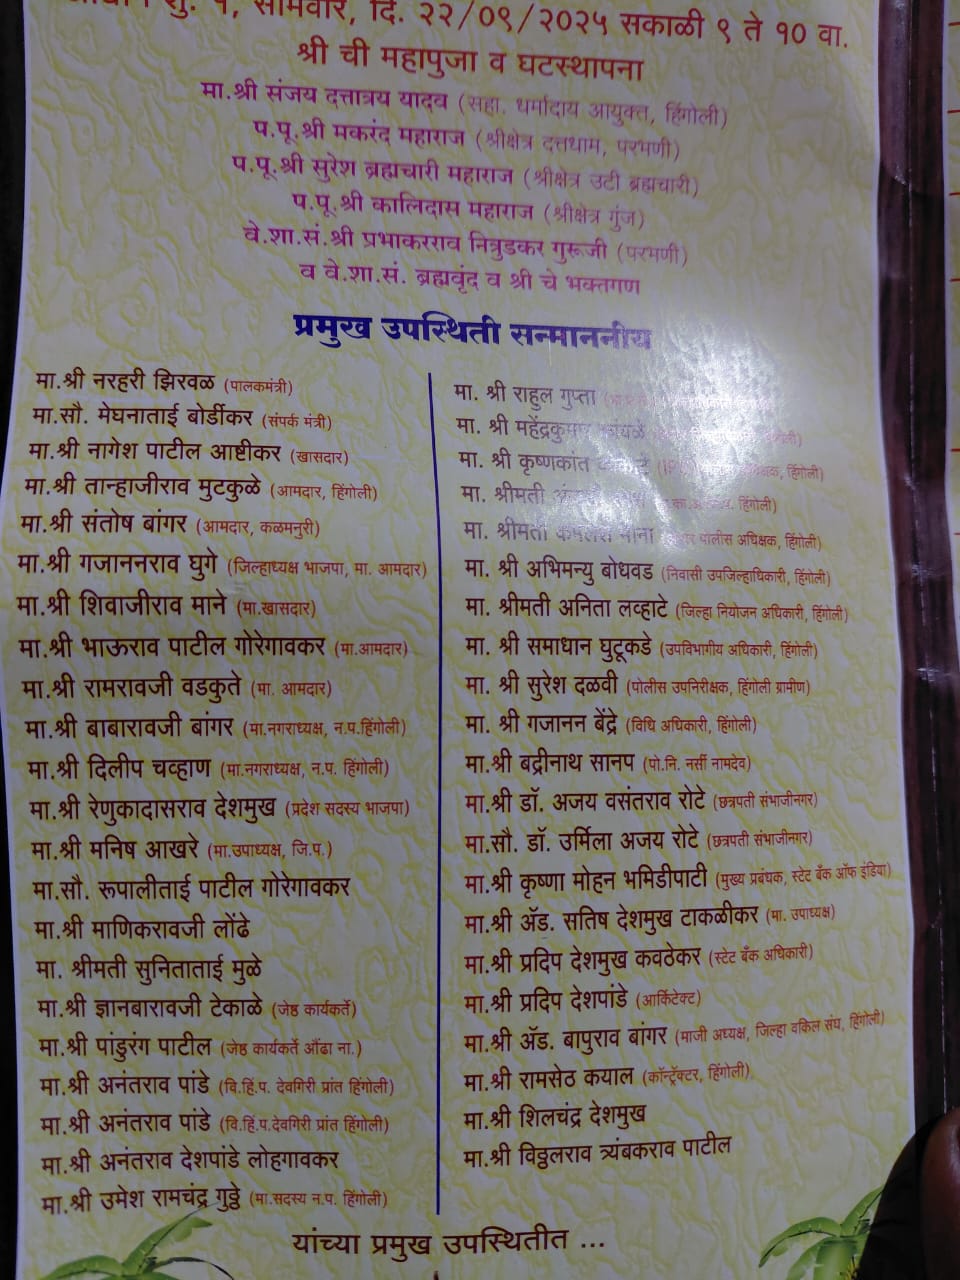 शु. १, सोमवार, दि. २२/०९/२०२५ सकाळी ९ ते १० वा.
श्री ची महापुजा व घटस्थापना
मा.श्री संजय दत्तात्रय यादव (सहा. धर्मादाय आयुक्त, हिंगोली)
प.पू.श्री मकरंद महाराज (श्रीक्षेत्र दत्तधाम, परभणी)
प.पू.श्री सुरेश ब्रह्मचारी महाराज (श्रीक्षेत्र उटी ब्रह्मचारी)
प.पू.श्री कालिदास महाराज (श्रीक्षेत्र गुंज)
वे.शा.सं.श्री प्रभाकरराव नित्रुडकर गुरूजी (परभणी)
व वे.शा.सं. ब्रह्मवृंद व श्री चे भक्तगण
प्रमुख उपस्थिती सन्माननीय
मा.श्री नरहरी झिरवळ (पालकमंत्री)
मा.सौ. मेघनाताई बोर्डीकर (संपर्क मंत्री)
मा.श्री नागेश पाटील आष्टीकर (खासदार)
मा.श्री तान्हाजीराव मुटकुळे (आमदार, हिंगोली)
मा.श्री संतोष बांगर (आमदार, कळमनुरी)
मा.श्री गजाननराव घुगे (जिल्हाध्यक्ष भाजपा, मा. आमदार)
मा.श्री शिवाजीराव माने (मा.खासदार)
मा.श्री भाऊराव पाटील गोरेगावकर (मा.आमदार)
मा.श्री रामरावजी वडकुते (मा. आमदार)
मा.श्री बाबारावजी बांगर (मा.नगराध्यक्ष, न.प.हिंगोली)
मा.श्री दिलीप चव्हाण (मा.नगराध्यक्ष, न.प. हिंगोली)
मा.श्री रेणुकादासराव देशमुख (प्रदेश सदस्य भाजपा)
मा.श्री मनिष आखरे (मा.उपाध्यक्ष, जि.प.)
मा.सौ. रूपालीताई पाटील गोरेगावकर
मा.श्री माणिकरावजी लोंढे
मा. श्रीमती सुनिताताई मुळे
मा.श्री ज्ञानबारावजी टेकाळे (जेष्ठ कार्यकर्ते)
मा.श्री पांडुरंग पाटील (जेष्ठ कार्यकर्ते औंढा ना.)
मा.श्री अनंतराव पांडे (वि.हिं.प. देवगिरी प्रांत हिंगोली)
मा.श्री अनंतराव पांडे (वि.हिं.प.देवगिरी प्रांत हिंगोली)
मा.श्री अनंतराव देशपांडे लोहगावकर
मा.श्री उमेश रामचंद्र गुठ्ठे (मा.सदस्य न.प. हिंगोली)
मा. श्री राहुल गुप्ता
मा. श्री महेंद्रकुमार
मा. श्री कृष्णकांत हिंगोली)
मा. श्रीमती हिंगोली)
मा. श्रीमती पोलीस अधिक्षक, हिंगोली)
मा. श्री अभिमन्यु बोधवड (निवासी उपजिल्हाधिकारी, हिंगोली)
मा. श्रीमती अनिता लव्हाटे (जिल्हा नियोजन अधिकारी, हिंगोली)
मा. श्री समाधान घुटूकडे (उपविभागीय अधिकारी, हिंगोली)
मा. श्री सुरेश दळवी (पोलीस उपनिरीक्षक, हिंगोली ग्रामीण)
मा. श्री गजानन बेंद्रे (विधि अधिकारी, हिंगोली)
मा.श्री बद्रीनाथ सानप (पो.नि. नर्सी नामदेव)
मा.श्री डॉ. अजय वसंतराव रोटे (छत्रपती संभाजीनगर)
मा.सौ. डॉ. उर्मिला अजय रोटे (छत्रपती संभाजीनगर)
मा.श्री कृष्णा मोहन भमिडीपाटी (मुख्य प्रबंधक, स्टेट बँक ऑफ इंडिया)
मा.श्री ॲड. सतिष देशमुख टाकळीकर (मा. उपाध्यक्ष)
मा.श्री प्रदिप देशमुख कवठेकर (स्टेट बँक अधिकारी)
मा.श्री प्रदिप देशपांडे (आर्किटेक्ट)
मा.श्री ॲड. बापुराव बांगर (माजी अध्यक्ष, जिल्हा वकिल संघ, हिंगोली)
मा.श्री रामसेठ कयाल (कॉन्ट्रॅक्टर, हिंगोली)
मा.श्री शिलचंद्र देशमुख
मा.श्री विठ्ठलराव त्र्यंबकराव पाटील
यांच्या प्रमुख उपस्थितीत ...